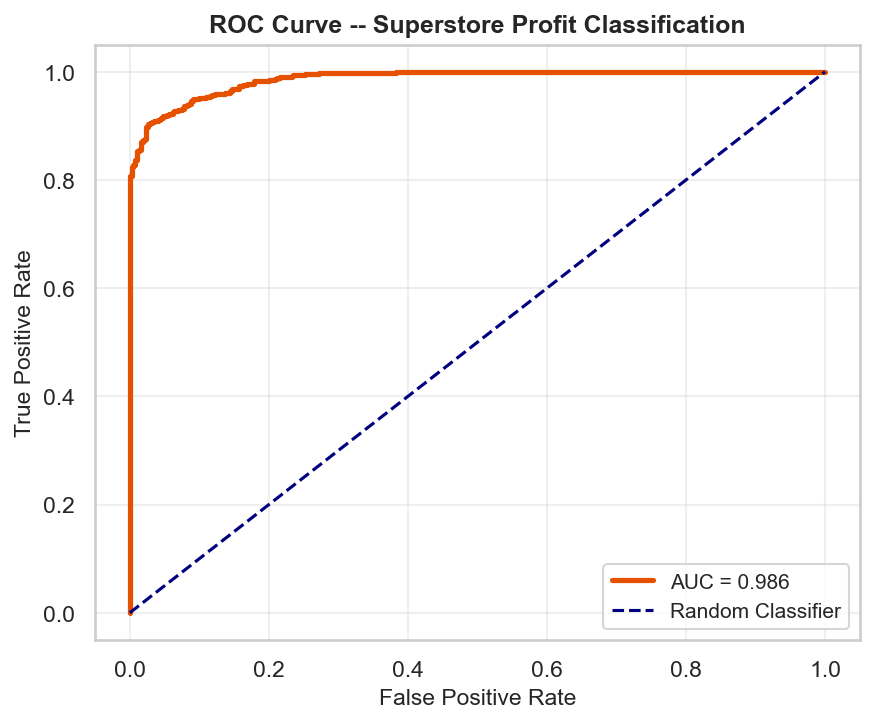 ROC Curve -- Superstore Profit Classification
True Positive Rate
1.0
0.8
0.6
0.4
0.2
0.0
AUC = 0.986
Random Classifier
0.0 0.2 0.4 0.6 0.8 1.0
False Positive Rate